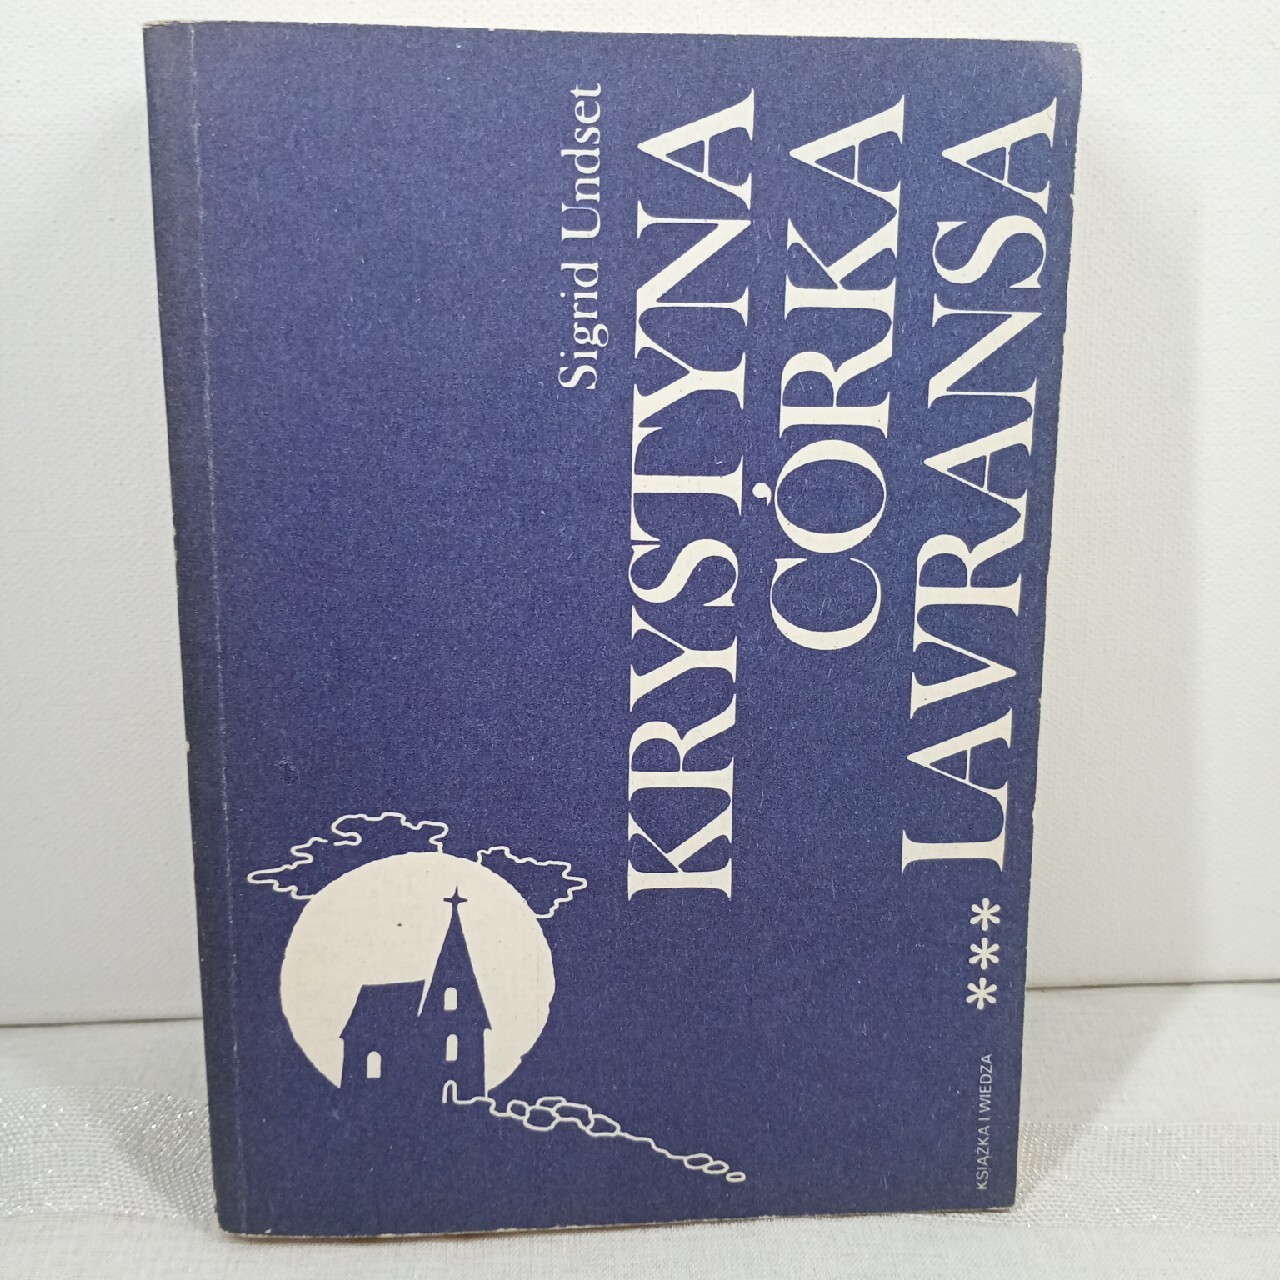 Sigrid Undset
KRYSTYNA
CÓRKA
LAVRANSA
***
KSIĄŻKA I WIEDZA